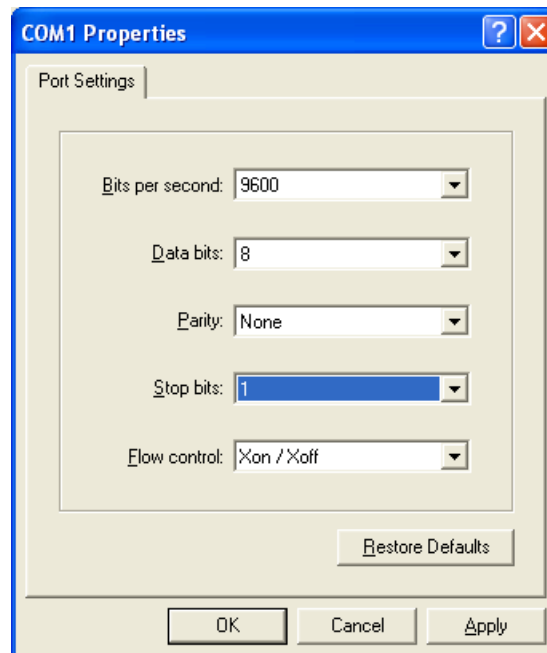 COM1 Properties
Port Settings
Bits per second: 9600
Data bits: 8
Parity: None
Stop bits: 1
Flow control: Xon / Xoff
Restore Defaults
OK Cancel Apply